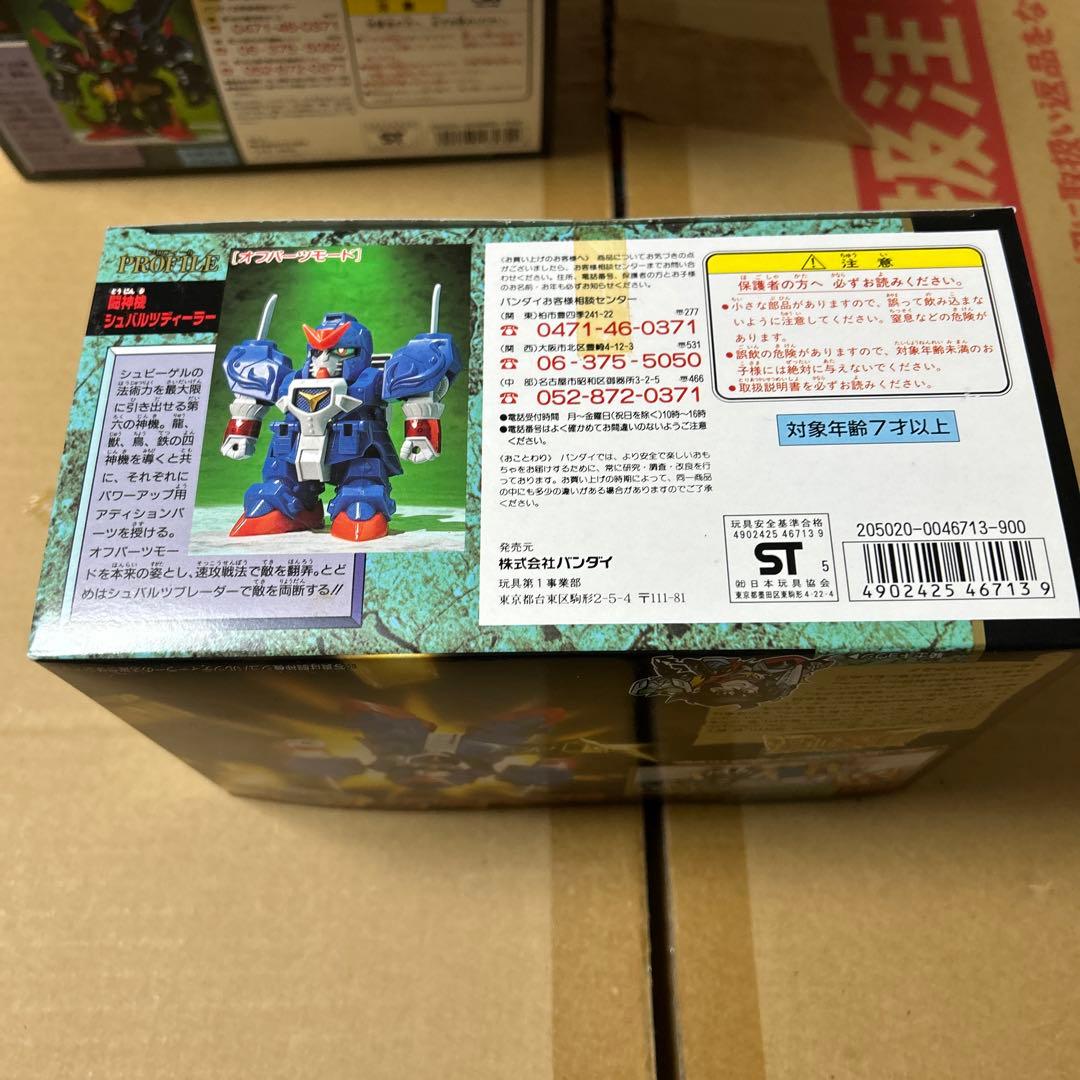 0471-46-0371
06-375-5050
052-872-0371
ST
扱注
に取扱い返品をな
PROFILE
［オフパーツモード］
とうじんき
闘神機
シュバルツディーラー
シュピーゲルの
法術力を最大限
に引き出せる第
六の神機。龍、
獣、鳥、鉄の四
神機を導くと共
に、それぞれに
パワーアップ用
アディションパ
ーツを授ける。
オフパーツモー
ドを本来の姿とし、速攻戦法で敵を翻弄。とど
めはシュバルツブレーダーで敵を両断する!!
〈お買い上げのお客様へ〉商品についてお気づきの点
がございましたら、お客様相談センターまでお問い合
わせください。住所、電話番号、保護者の方とお子様
のお名前・お年も必ずお知らせください。
バンダイお客様相談センター
(関 東)柏市豊四季241-22 〒277
☎ 0471-46-0371
(関 西)大阪市北区豊崎4-12-3 〒531
☎ 06-375-5050
(中 部)名古屋市昭和区御器所3-2-5 〒466
☎ 052-872-0371
●電話受付時間 月〜金曜日(祝日を除く)10時〜16時
●電話番号はよく確かめてお間違いのないようご注意
ください。
〈おことわり〉 バンダイでは、より安全で楽しいおも
ちゃをお届けするために、常に研究・調査・改良を行
っております。お買い上げの時期によって、同一商品
の中にも多少の違いがある場合がありますのでご了承
ください。
発売元
株式会社バンダイ
玩具第1事業部
東京都台東区駒形2-5-4 〒111-81
⚠ 注意
保護者の方へ 必ずお読みください。
●小さな部品がありますので、誤って飲み込まな
いように注意してください。窒息などの危険が
あります。
●誤飲の危険がありますので、対象年齢未満のお
子様には絶対に与えないでください。
●取扱説明書を必ずお読みください。
対象年齢7才以上
玩具安全基準合格
4902425 46713 9
ST 5
㈳日本玩具協会
東京都墨田区東駒形4-22-4
205020-0046713-900
4902425 467139